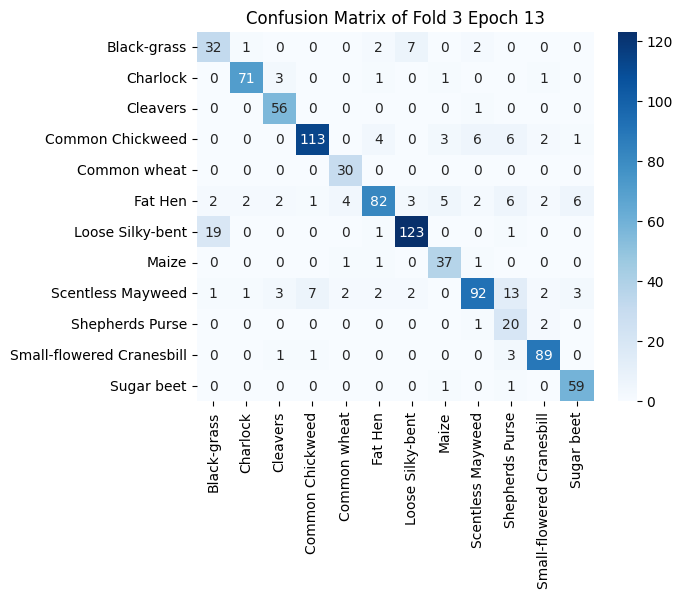 Confusion Matrix of Fold 3 Epoch 13
Black-grass 32 1 0 0 0 2 7 0 2 0 0 0
Charlock 0 71 3 0 0 1 0 1 0 0 1 0
Cleavers 0 0 56 0 0 0 0 0 1 0 0 0
Common Chickweed 0 0 0 113 0 4 0 3 6 6 2 1
Common wheat 0 0 0 0 30 0 0 0 0 0 0 0
Fat Hen 2 2 2 1 4 82 3 5 2 6 2 6
Loose Silky-bent 19 0 0 0 0 1 123 0 0 1 0 0
Maize 0 0 0 0 1 1 0 37 1 0 0 0
Scentless Mayweed 1 1 3 7 2 2 2 0 92 13 2 3
Shepherds Purse 0 0 0 0 0 0 0 0 1 20 2 0
Small-flowered Cranesbill 0 0 1 1 0 0 0 0 0 3 89 0
Sugar beet 0 0 0 0 0 0 0 1 0 1 0 59
Black-grass
Charlock
Cleavers
Common Chickweed
Common wheat
Fat Hen
Loose Silky-bent
Maize
Scentless Mayweed
Shepherds Purse
Small-flowered Cranesbill
Sugar beet
120
100
80
60
40
20
0